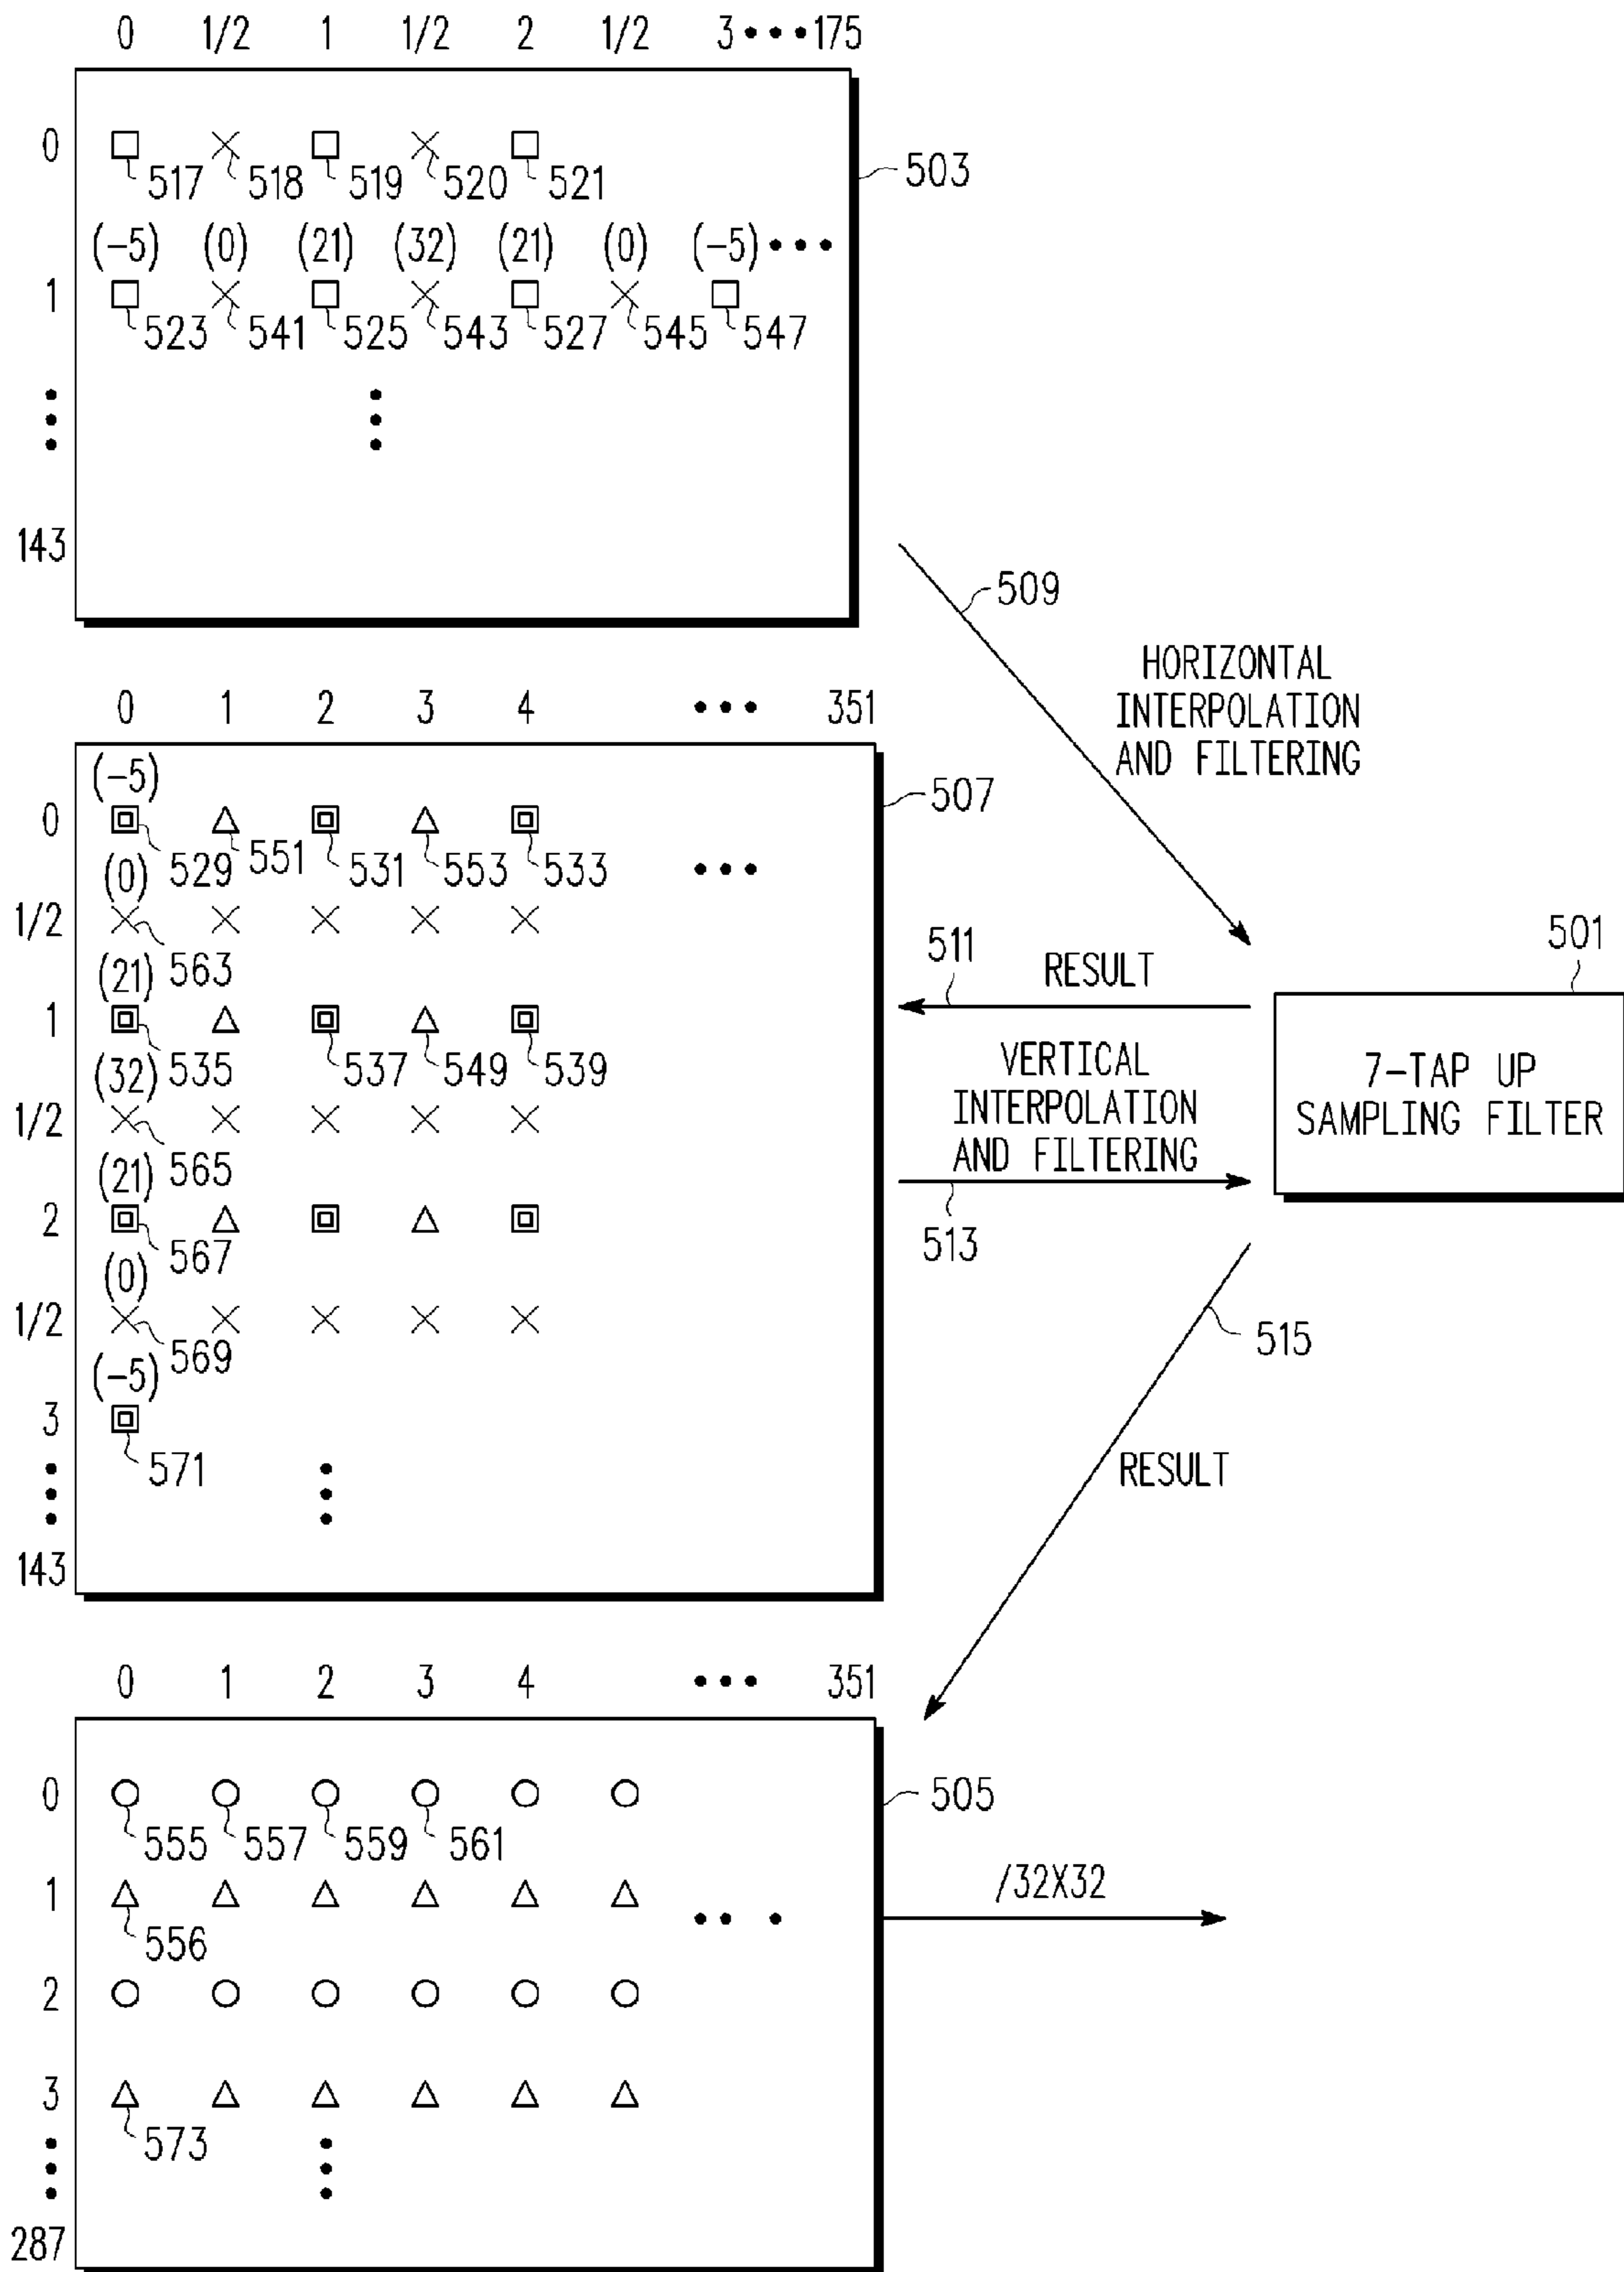 0 1/2 1 1/2 2 1/2 3 ••• 175
0
517 518 519 520 521
503
(-5) (0) (21) (32) (21) (0) (-5) •••
1
523 541 525 543 527 545 547
143
509
HORIZONTAL
INTERPOLATION
AND FILTERING
0 1 2 3 4 ••• 351
(-5)
507
0
529 551 531 553 533
(0)
•••
1/2
563
(21)
1
535 537 549 539
(32)
1/2
565
(21)
2
567
(0)
1/2
569
(-5)
3
571
143
511
RESULT
501
7-TAP UP
SAMPLING FILTER
VERTICAL
INTERPOLATION
AND FILTERING
513
515
RESULT
0 1 2 3 4 ••• 351
0
505
555 557 559 561
1
556
•• •
/32X32
2
3
573
287